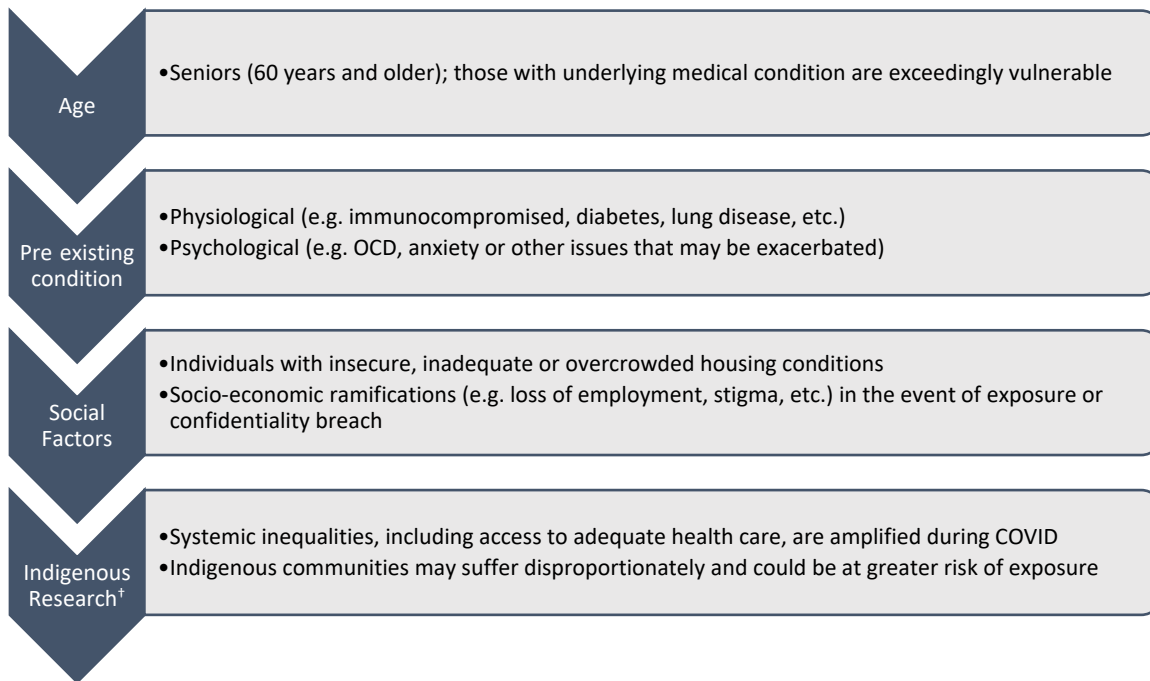 Age
•Seniors (60 years and older); those with underlying medical condition are exceedingly vulnerable
Pre existing
condition
•Physiological (e.g. immunocompromised, diabetes, lung disease, etc.)
•Psychological (e.g. OCD, anxiety or other issues that may be exacerbated)
Social
Factors
•Individuals with insecure, inadequate or overcrowded housing conditions
•Socio-economic ramifications (e.g. loss of employment, stigma, etc.) in the event of exposure or
confidentiality breach
Indigenous
Research†
•Systemic inequalities, including access to adequate health care, are amplified during COVID
•Indigenous communities may suffer disproportionately and could be at greater risk of exposure